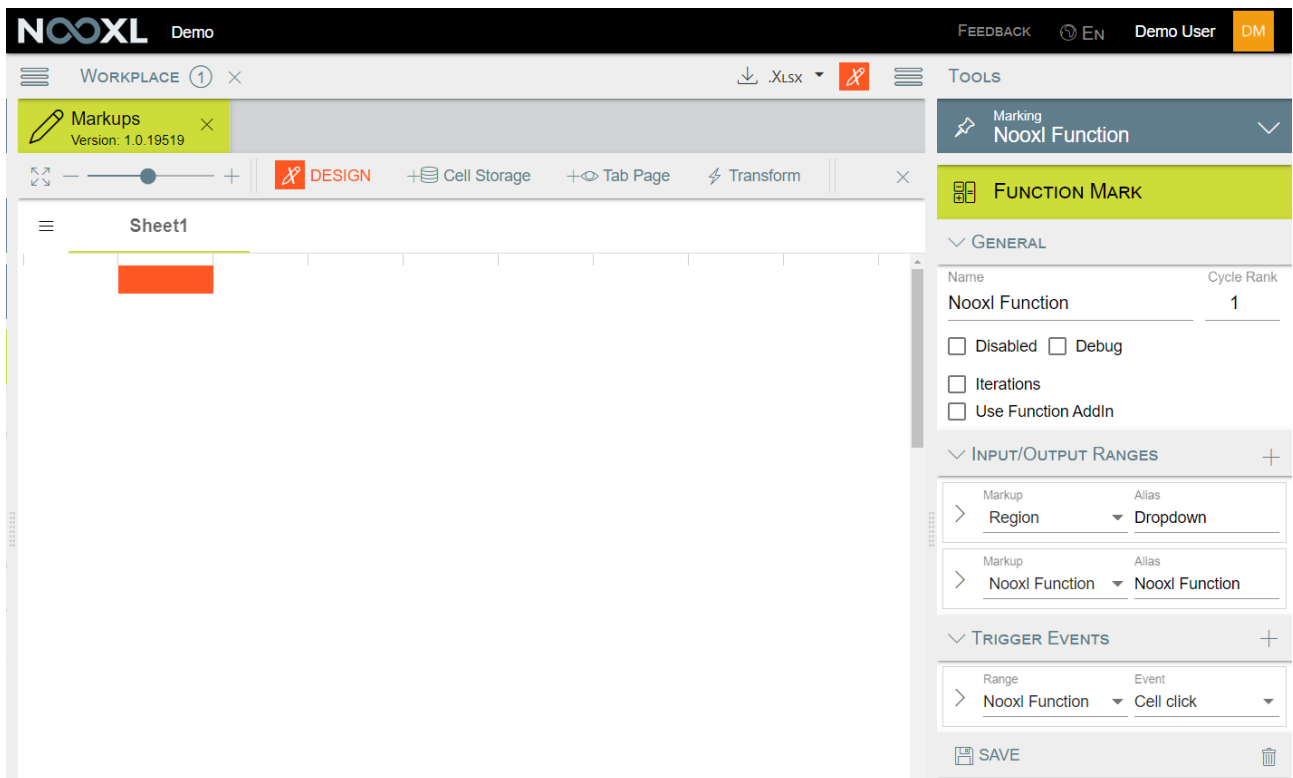 NOOXL Demo FEEDBACK EN Demo User DM
WORKPLACE 1 .XLSX TOOLS
Markups
Version: 1.0.19519
Marking
Nooxl Function
DESIGN Cell Storage Tab Page Transform
FUNCTION MARK
Sheet1
GENERAL
Name Cycle Rank
Nooxl Function 1
Disabled Debug
Iterations
Use Function AddIn
INPUT/OUTPUT RANGES
Markup Alias
Region Dropdown
Markup Alias
Nooxl Function Nooxl Function
TRIGGER EVENTS
Range Event
Nooxl Function Cell click
SAVE